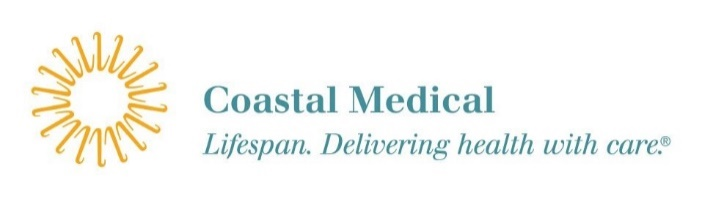 Coastal Medical
Lifespan. Delivering health with care.®